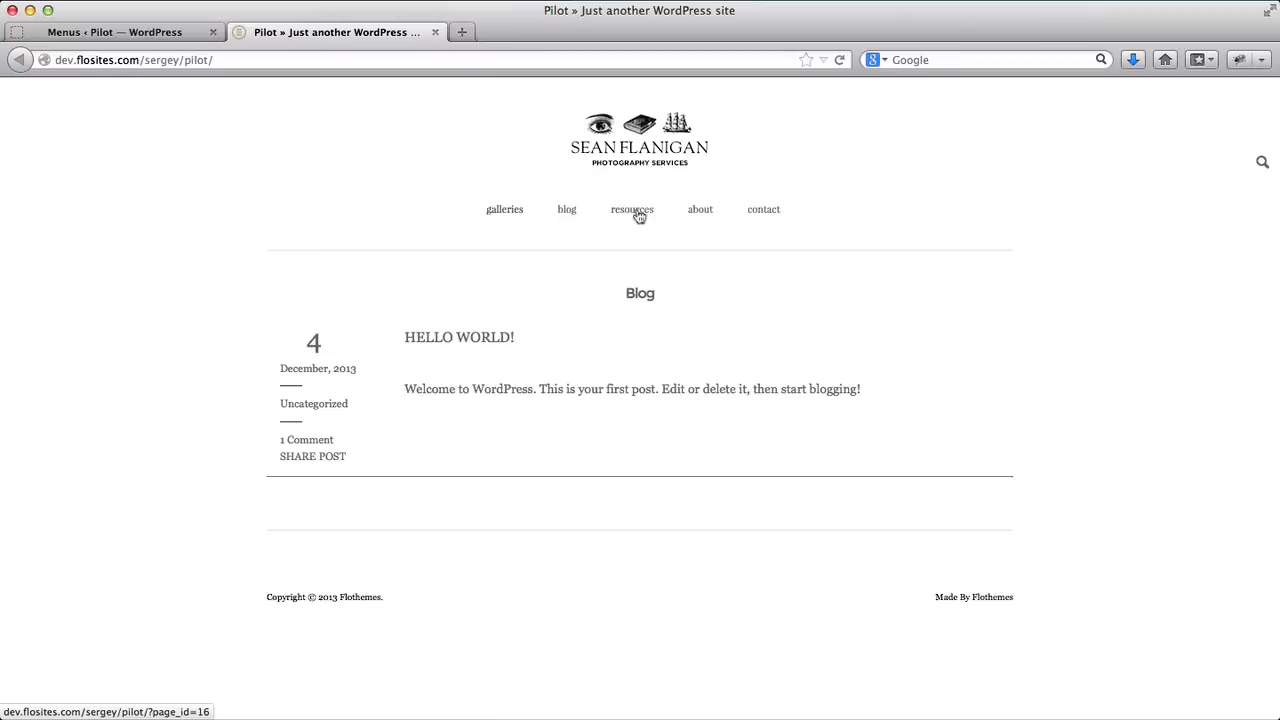 Pilot » Just another WordPress site
Menus ‹ Pilot — WordPress
Pilot » Just another WordPress ...
dev.flosites.com/sergey/pilot/
Google
SEAN FLANIGAN
PHOTOGRAPHY SERVICES
galleries blog resources about contact
Blog
4
December, 2013
Uncategorized
1 Comment
SHARE POST
HELLO WORLD!
Welcome to WordPress. This is your first post. Edit or delete it, then start blogging!
Copyright © 2013 Flothemes.
Made By Flothemes
dev.flosites.com/sergey/pilot/?page_id=16